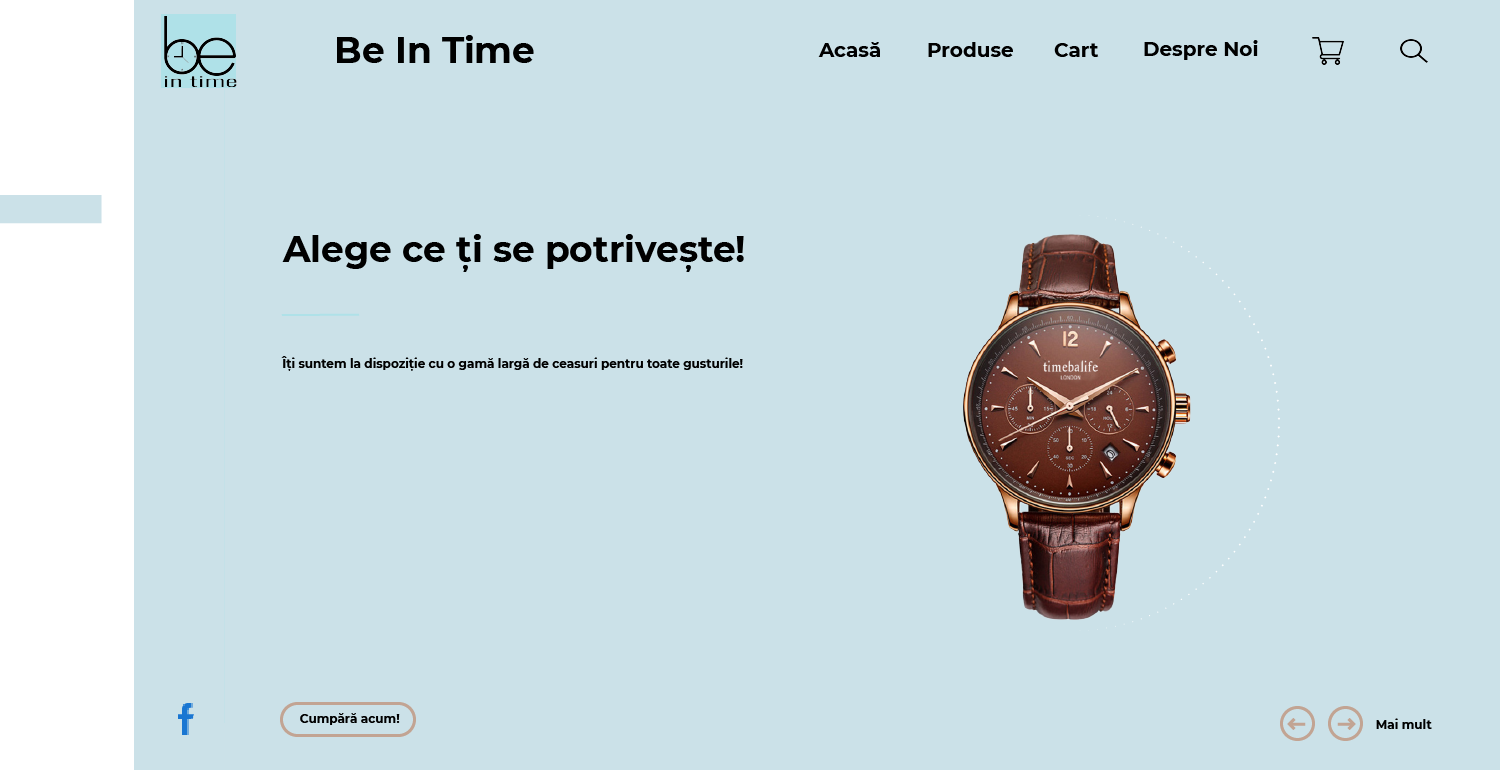 be
in time
Be In Time
Acasă
Produse
Cart
Despre Noi
Alege ce ți se potrivește!
Îți suntem la dispoziție cu o gamă largă de ceasuri pentru toate gusturile!
12
timebalife
LONDON
Cumpără acum!
Mai mult